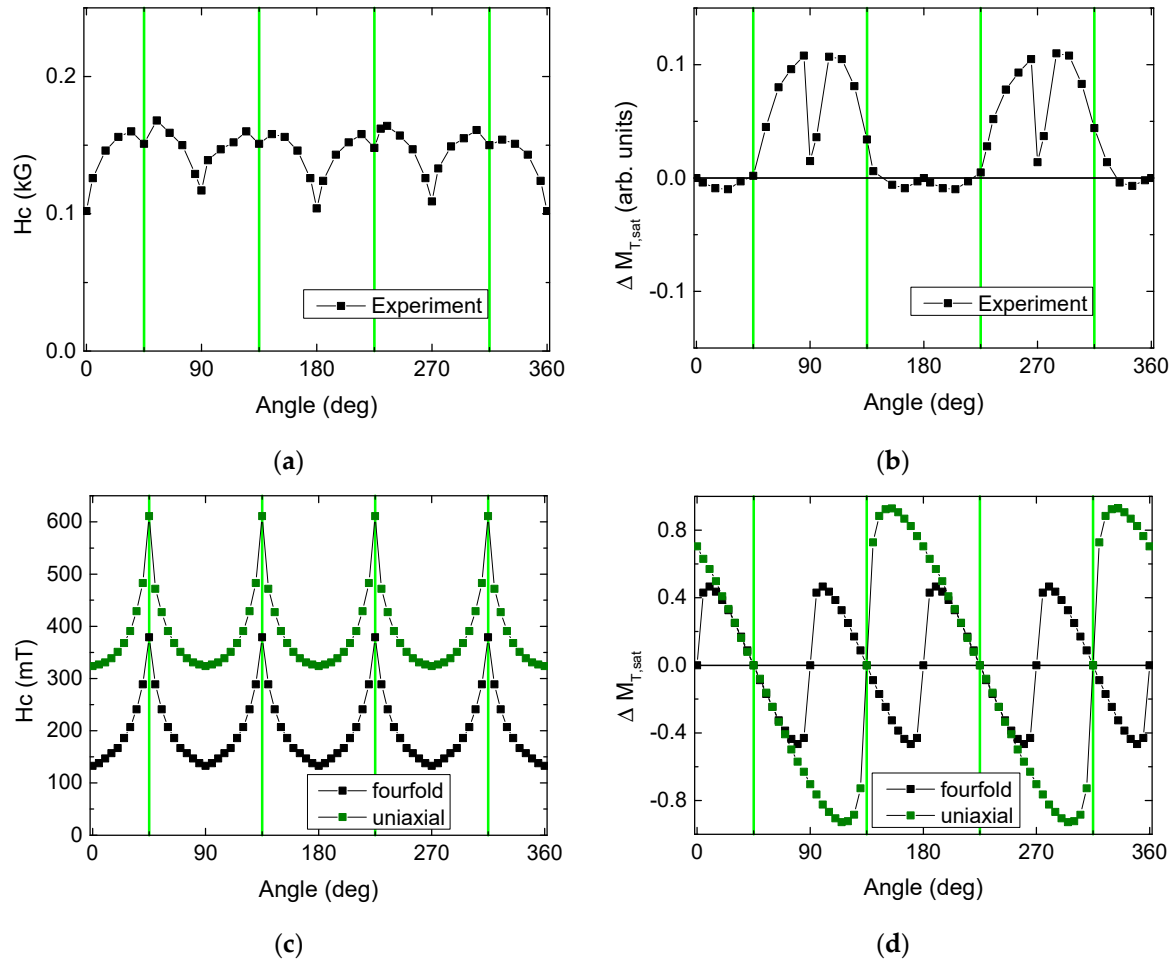 0.2
0.1
0.0
Hc (kG)
Experiment
0 90 180 270 360
Angle (deg)
(a)
0.1
0.0
-0.1
Δ M_T,sat (arb. units)
Experiment
0 90 180 270 360
Angle (deg)
(b)
600
500
400
300
200
100
0
Hc (mT)
fourfold
uniaxial
0 90 180 270 360
Angle (deg)
(c)
0.8
0.4
0.0
-0.4
-0.8
Δ M_T,sat
fourfold
uniaxial
0 90 180 270 360
Angle (deg)
(d)